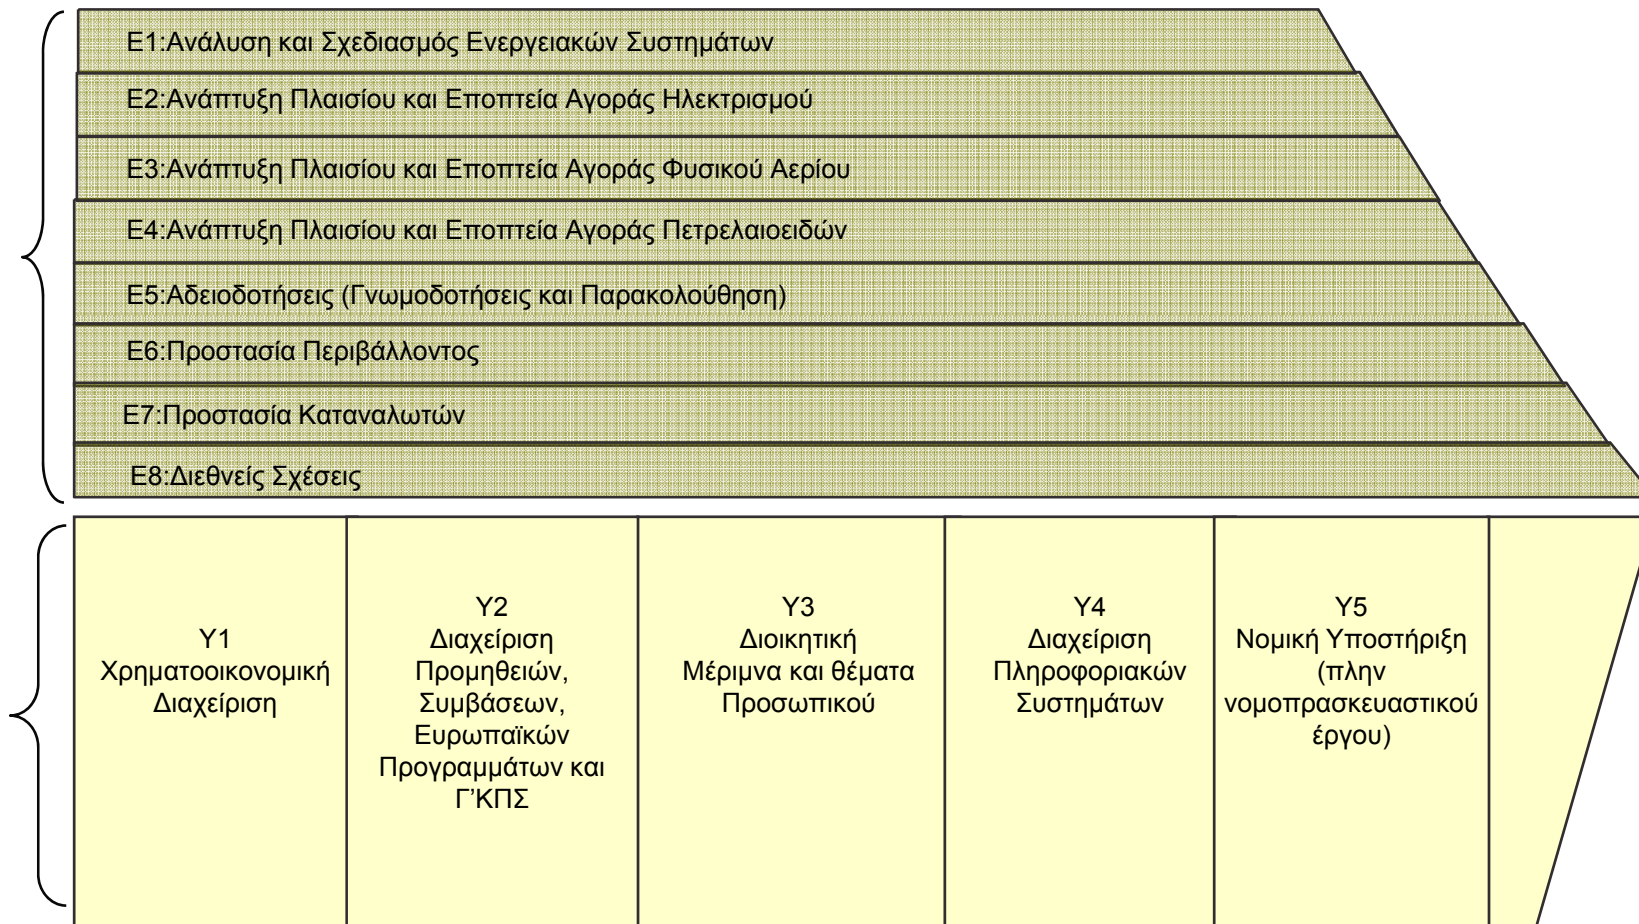 Ε1:Ανάλυση και Σχεδιασμός Ενεργειακών Συστημάτων
Ε2:Ανάπτυξη Πλαισίου και Εποπτεία Αγοράς Ηλεκτρισμού
Ε3:Ανάπτυξη Πλαισίου και Εποπτεία Αγοράς Φυσικού Αερίου
Ε4:Ανάπτυξη Πλαισίου και Εποπτεία Αγοράς Πετρελαιοειδών
Ε5:Αδειοδοτήσεις (Γνωμοδοτήσεις και Παρακολούθηση)
Ε6:Προστασία Περιβάλλοντος
Ε7:Προστασία Καταναλωτών
Ε8:Διεθνείς Σχέσεις
Υ1
Χρηματοοικονομική
Διαχείριση
Υ2
Διαχείριση
Προμηθειών,
Συμβάσεων,
Ευρωπαϊκών
Προγραμμάτων και
Γ’ΚΠΣ
Υ3
Διοικητική
Μέριμνα και θέματα
Προσωπικού
Υ4
Διαχείριση
Πληροφοριακών
Συστημάτων
Υ5
Νομική Υποστήριξη
(πλην
νομοπρασκευαστικού
έργου)